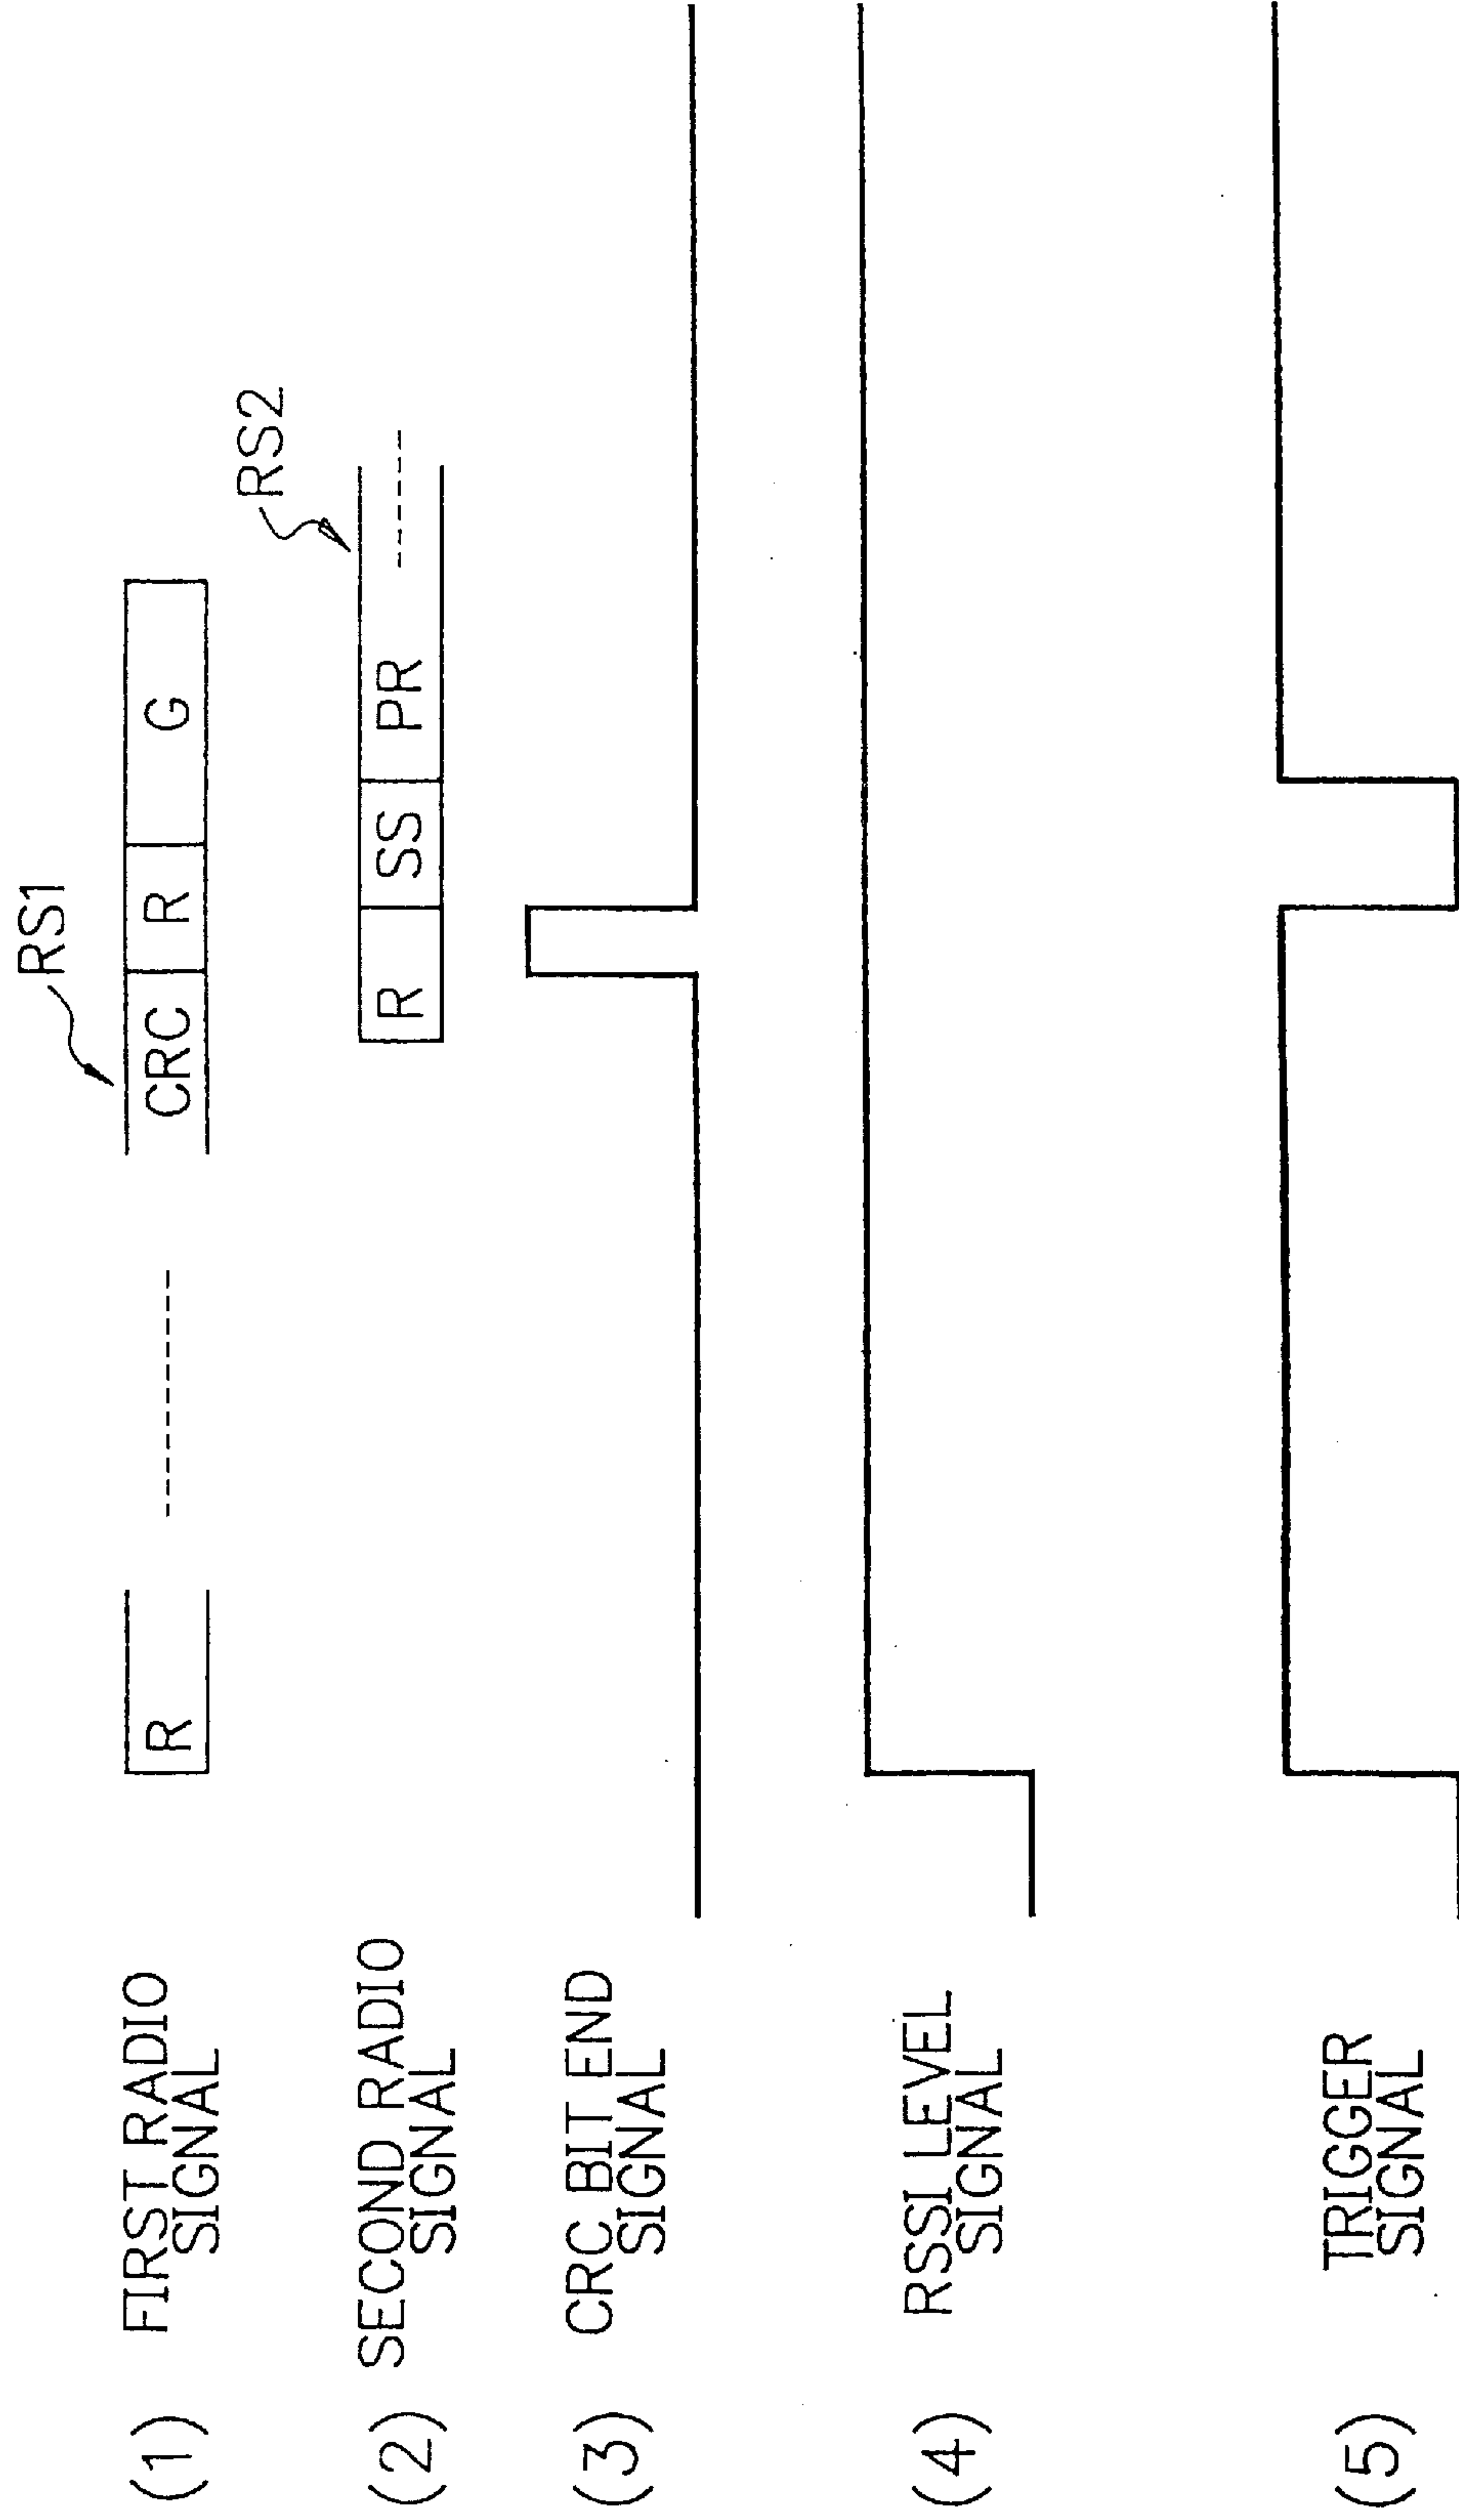 RS1
(1) FIRST RADIO
SIGNAL
R
CRC
R
G
RS2
(2) SECOND RADIO
SIGNAL
R
SS
PR
(3) CRC BIT END
SIGNAL
(4) RSSI LEVEL
SIGNAL
(5) TRIGGER
SIGNAL